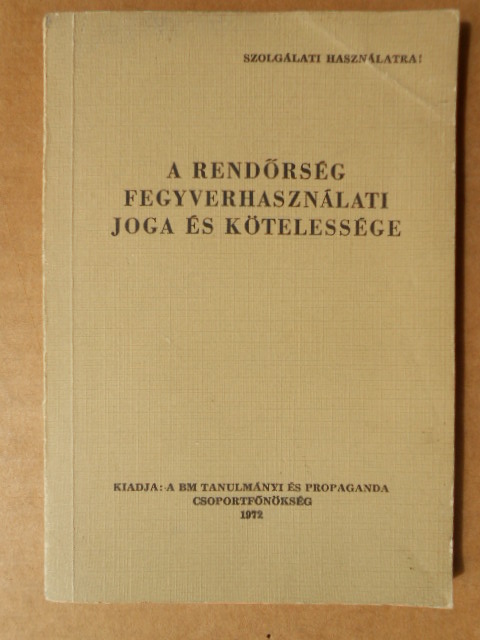 SZOLGÁLATI HASZNÁLATRA!
A RENDŐRSÉG
FEGYVERHASZNÁLATI
JOGA ÉS KÖTELESSÉGE
KIADJA: A BM TANULMÁNYI ÉS PROPAGANDA
CSOPORTFŐNÖKSÉG
1972